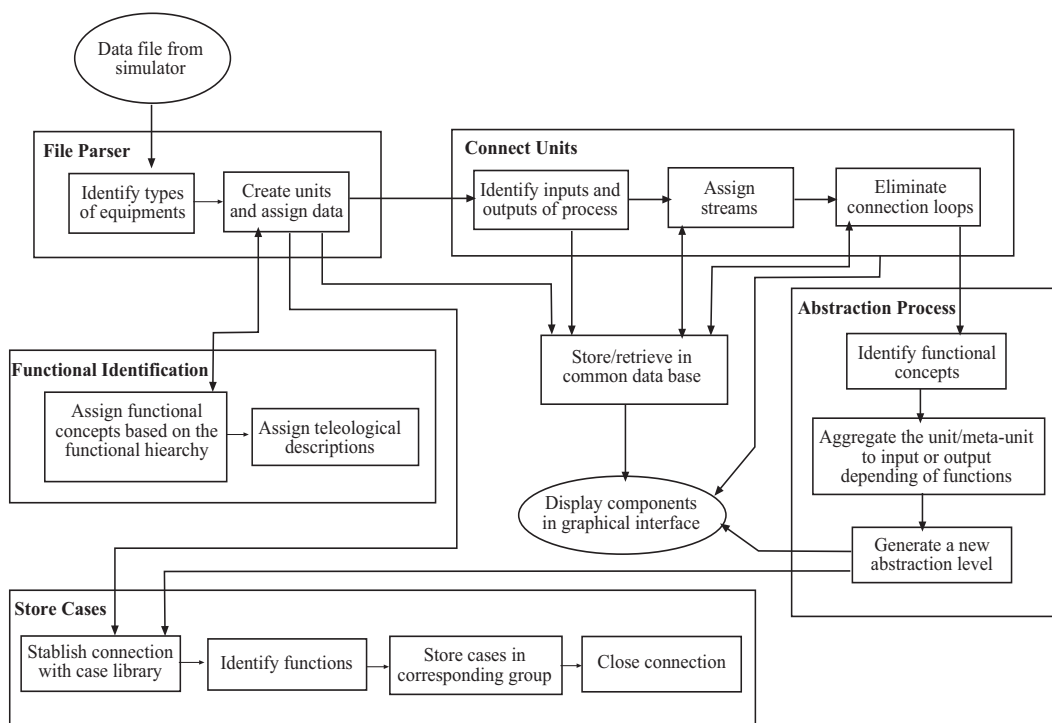 Data file from
simulator
File Parser
Identify types
of equipments
Create units
and assign data
Connect Units
Identify inputs and
outputs of process
Assign
streams
Eliminate
connection loops
Functional Identification
Assign functional
concepts based on the
functional hiearchy
Assign teleological
descriptions
Store/retrieve in
common data base
Display components
in graphical interface
Abstraction Process
Identify functional
concepts
Aggregate the unit/meta-unit
to input or output
depending of functions
Generate a new
abstraction level
Store Cases
Stablish connection
with case library
Identify functions
Store cases in
corresponding group
Close connection